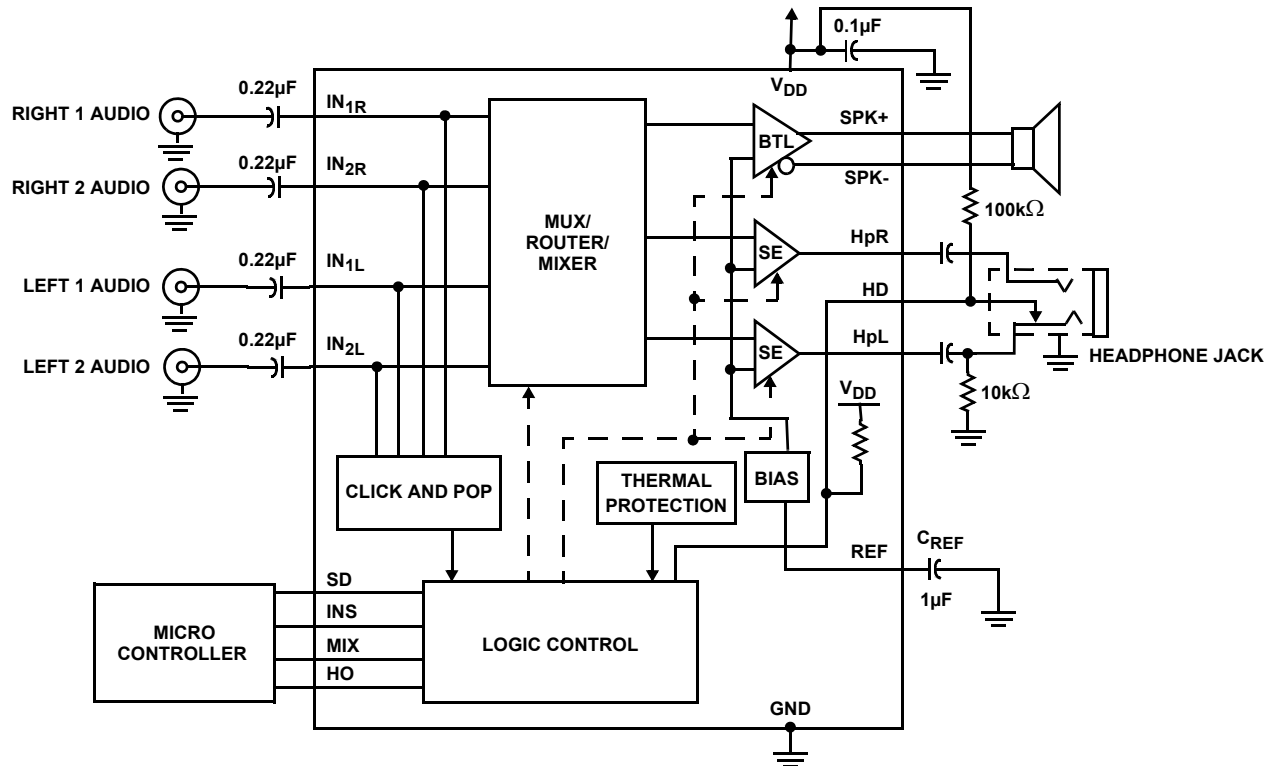 0.1µF
VDD
RIGHT 1 AUDIO
0.22µF
IN1R
RIGHT 2 AUDIO
0.22µF
IN2R
LEFT 1 AUDIO
0.22µF
IN1L
LEFT 2 AUDIO
0.22µF
IN2L
MUX/
ROUTER/
MIXER
BTL
SPK+
SPK-
100kΩ
SE
HpR
HD
SE
HpL
HEADPHONE JACK
10kΩ
VDD
CLICK AND POP
THERMAL
PROTECTION
BIAS
REF
CREF
1µF
MICRO
CONTROLLER
SD
INS
MIX
HO
LOGIC CONTROL
GND